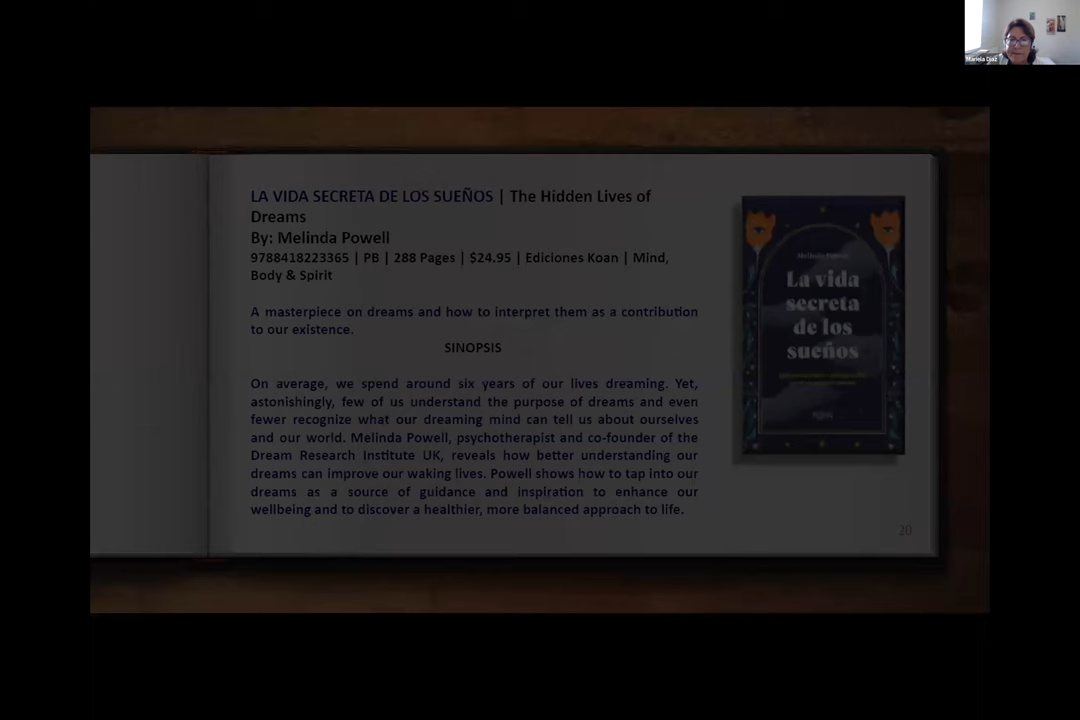 Mariela Diaz
LA VIDA SECRETA DE LOS SUEÑOS | The Hidden Lives of
Dreams
By: Melinda Powell
9788418223365 | PB | 288 Pages | $24.95 | Ediciones Koan | Mind,
Body & Spirit
A masterpiece on dreams and how to interpret them as a contribution
to our existence.
SINOPSIS
On average, we spend around six years of our lives dreaming. Yet,
astonishingly, few of us understand the purpose of dreams and even
fewer recognize what our dreaming mind can tell us about ourselves
and our world. Melinda Powell, psychotherapist and co-founder of the
Dream Research Institute UK, reveals how better understanding our
dreams can improve our waking lives. Powell shows how to tap into our
dreams as a source of guidance and inspiration to enhance our
wellbeing and to discover a healthier, more balanced approach to life.
Melinda Powell
La vida
secreta
de los
sueños
20